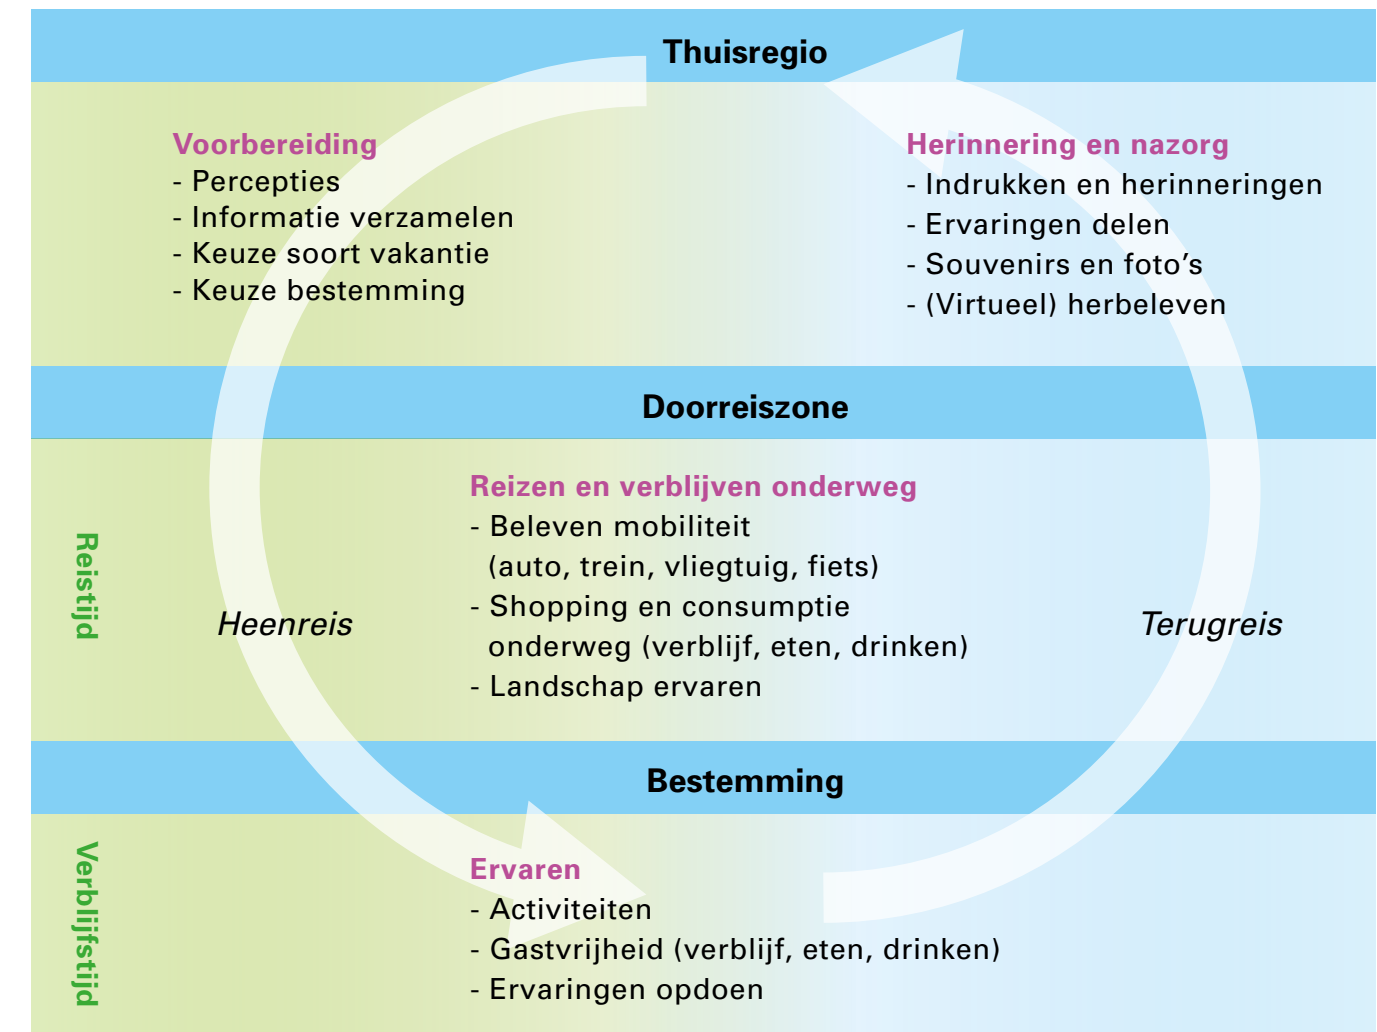 Thuisregio
Voorbereiding
- Percepties
- Informatie verzamelen
- Keuze soort vakantie
- Keuze bestemming
Herinnering en nazorg
- Indrukken en herinneringen
- Ervaringen delen
- Souvenirs en foto’s
- (Virtueel) herbeleven
Doorreiszone
Reistijd
Heenreis
Reizen en verblijven onderweg
- Beleven mobiliteit
(auto, trein, vliegtuig, fiets)
- Shopping en consumptie
onderweg (verblijf, eten, drinken)
- Landschap ervaren
Terugreis
Bestemming
Verblijfstijd
Ervaren
- Activiteiten
- Gastvrijheid (verblijf, eten, drinken)
- Ervaringen opdoen